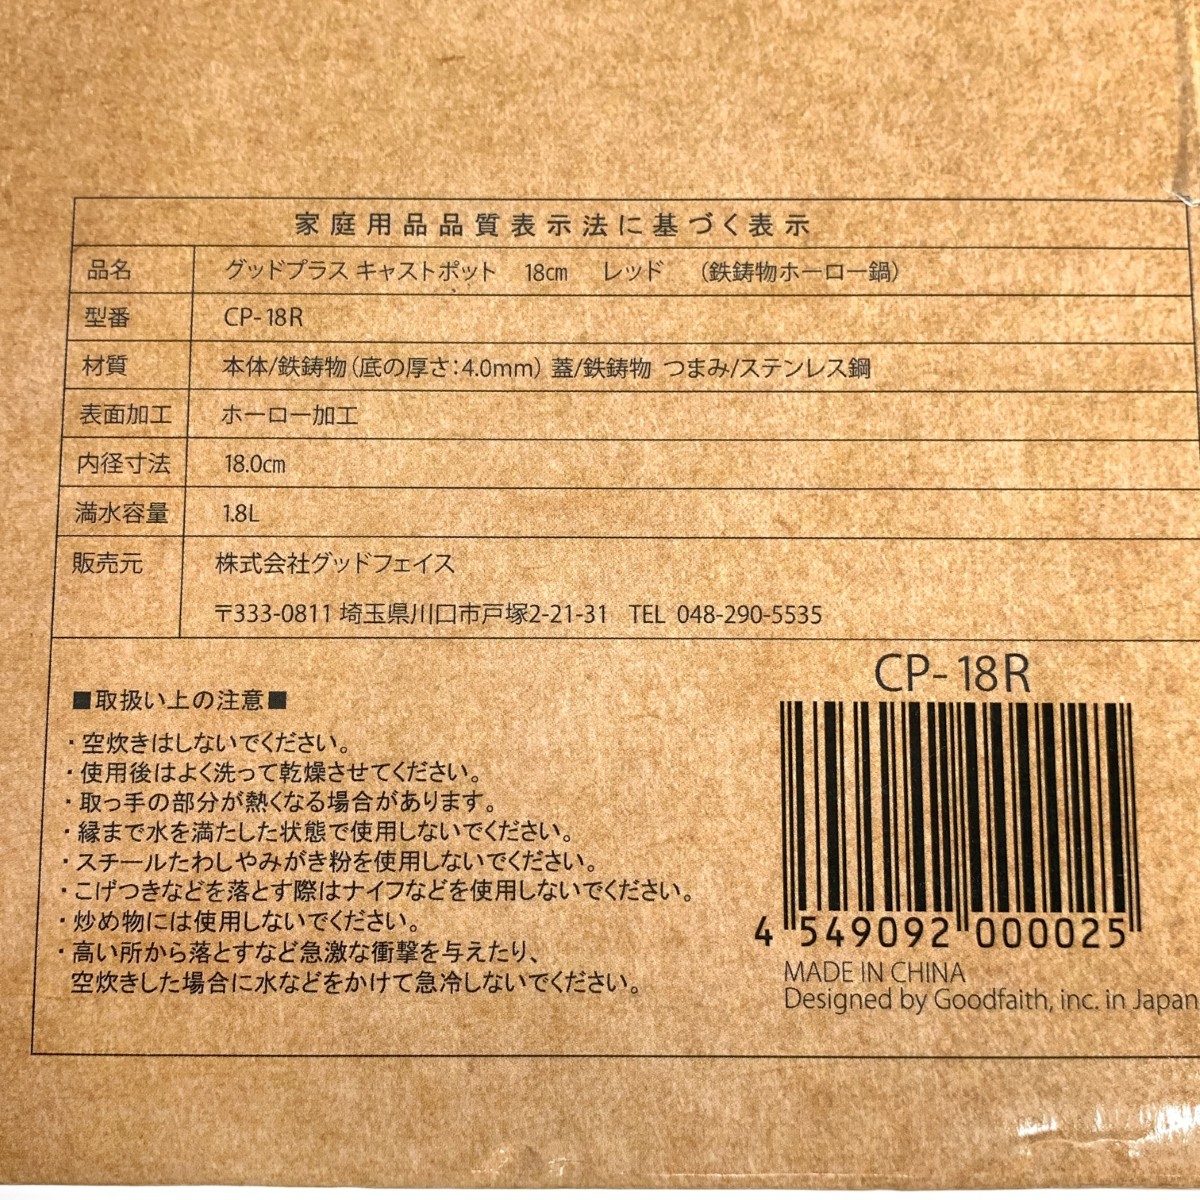 家庭用品品質表示法に基づく表示
品名 グッドプラス キャストポット 18㎝ レッド (鉄鋳物ホーロー鍋)
型番 CP-18R
材質 本体/鉄鋳物(底の厚さ:4.0mm) 蓋/鉄鋳物 つまみ/ステンレス鋼
表面加工 ホーロー加工
内径寸法 18.0㎝
満水容量 1.8L
販売元 株式会社グッドフェイス
〒333-0811 埼玉県川口市戸塚2-21-31 TEL 048-290-5535
■取扱い上の注意■
・空炊きはしないでください。
・使用後はよく洗って乾燥させてください。
・取っ手の部分が熱くなる場合があります。
・縁まで水を満たした状態で使用しないでください。
・スチールたわしやみがき粉を使用しないでください。
・こげつきなどを落とす際はナイフなどを使用しないでください。
・炒め物には使用しないでください。
・高い所から落とすなど急激な衝撃を与えたり、
空炊きした場合に水などをかけて急冷しないでください。
CP-18R
4 549092 000025
MADE IN CHINA
Designed by Goodfaith, inc. in Japan